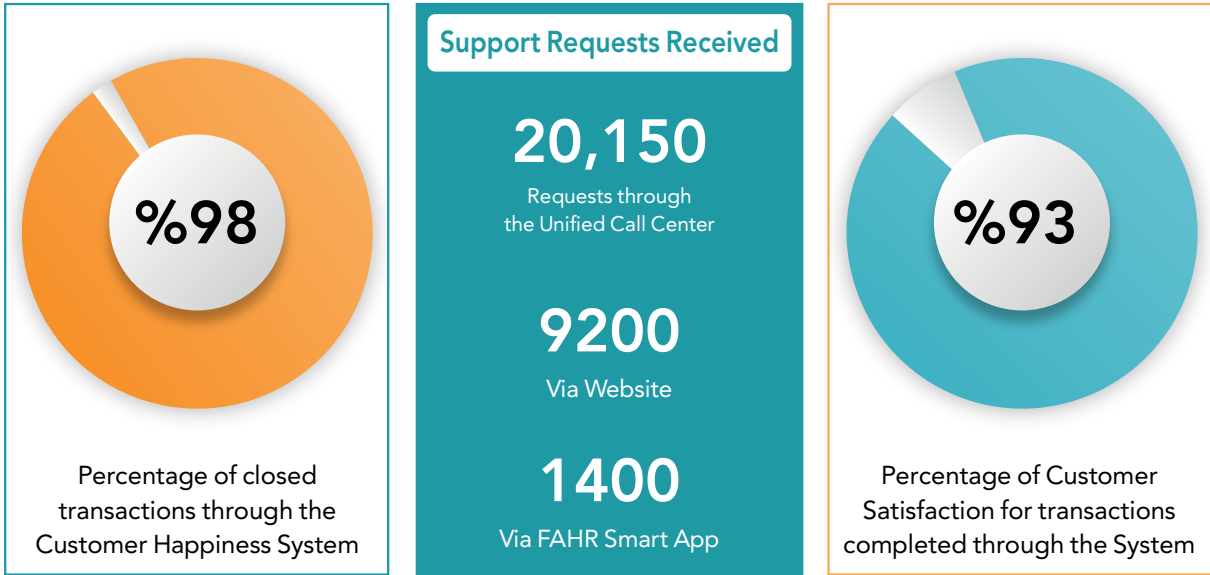 %98
Percentage of closed
transactions through the
Customer Happiness System
Support Requests Received
20,150
Requests through
the Unified Call Center
9200
Via Website
1400
Via FAHR Smart App
%93
Percentage of Customer
Satisfaction for transactions
completed through the System